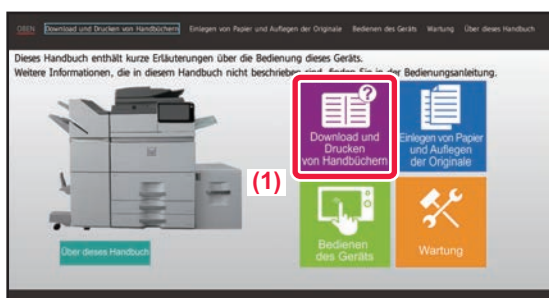 OBEN Download und Drucken von Handbüchern Einlegen von Papier und Auflegen der Originale Bedienen des Geräts Wartung Über dieses Handbuch
Dieses Handbuch enthält kurze Erläuterungen über die Bedienung dieses Geräts.
Weitere Informationen, die in diesem Handbuch nicht beschrieben sind, finden Sie in der Bedienungsanleitung.
(1)
Download und
Drucken
von Handbüchern
Einlegen von Papier
und Auflegen
der Originale
Über dieses Handbuch
Bedienen
des Geräts
Wartung